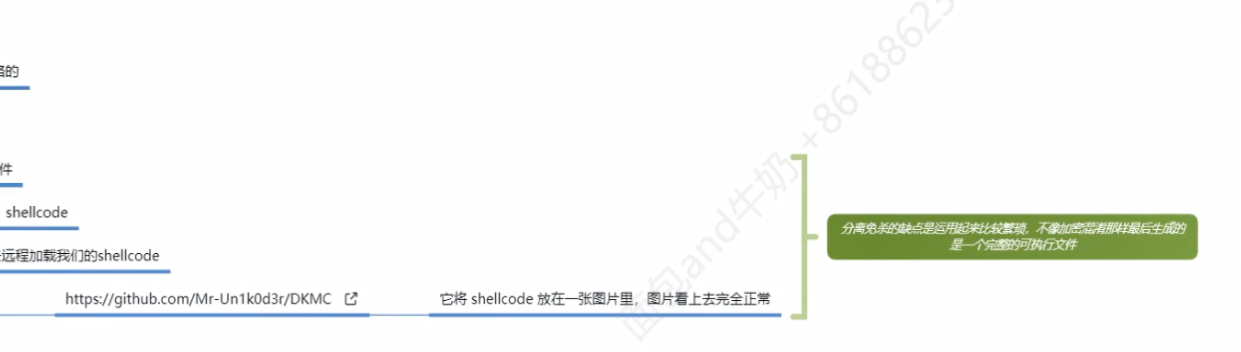 络的
件
shellcode
远程加载我们的shellcode
https://github.com/Mr-Un1k0d3r/DKMC
它将 shellcode 放在一张图片里，图片看上去完全正常
分离免杀的缺点是运用起来比较繁琐，不像加密混淆那样最后生成的
是一个完整的可执行文件
面包and牛奶 +86188623